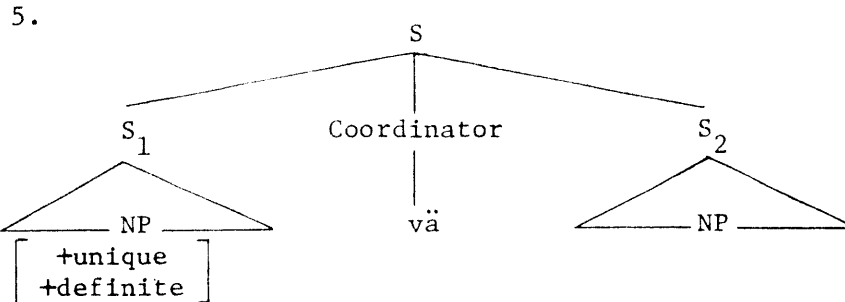 5.
S
S1 Coordinator S2
NP vä NP
+unique
+definite